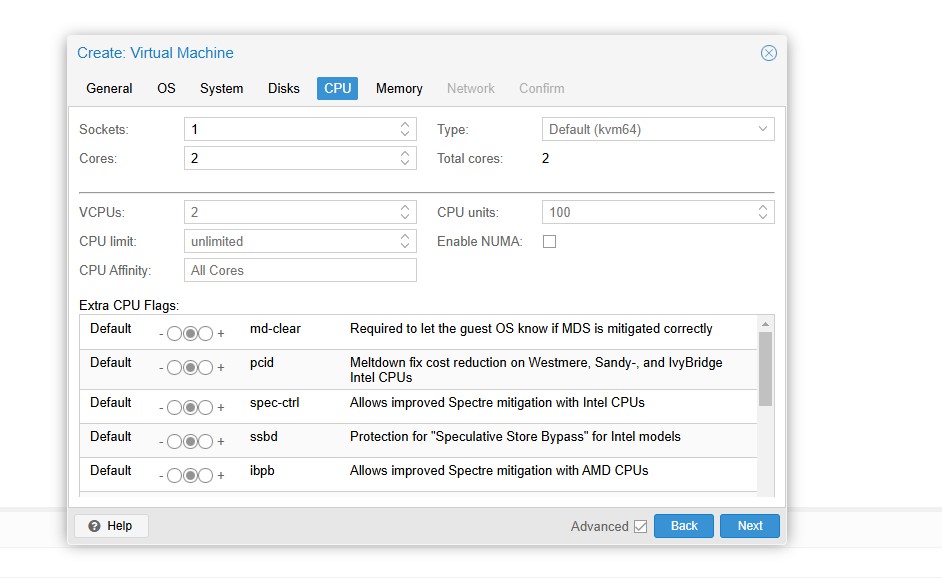 Create: Virtual Machine
General OS System Disks CPU Memory Network Confirm
Sockets: 1 Type: Default (kvm64)
Cores: 2 Total cores: 2
VCPUs: 2 CPU units: 100
CPU limit: unlimited Enable NUMA:
CPU Affinity: All Cores
Extra CPU Flags:
Default - + md-clear Required to let the guest OS know if MDS is mitigated correctly
Default - + pcid Meltdown fix cost reduction on Westmere, Sandy-, and IvyBridge
Intel CPUs
Default - + spec-ctrl Allows improved Spectre mitigation with Intel CPUs
Default - + ssbd Protection for "Speculative Store Bypass" for Intel models
Default - + ibpb Allows improved Spectre mitigation with AMD CPUs
? Help Advanced Back Next